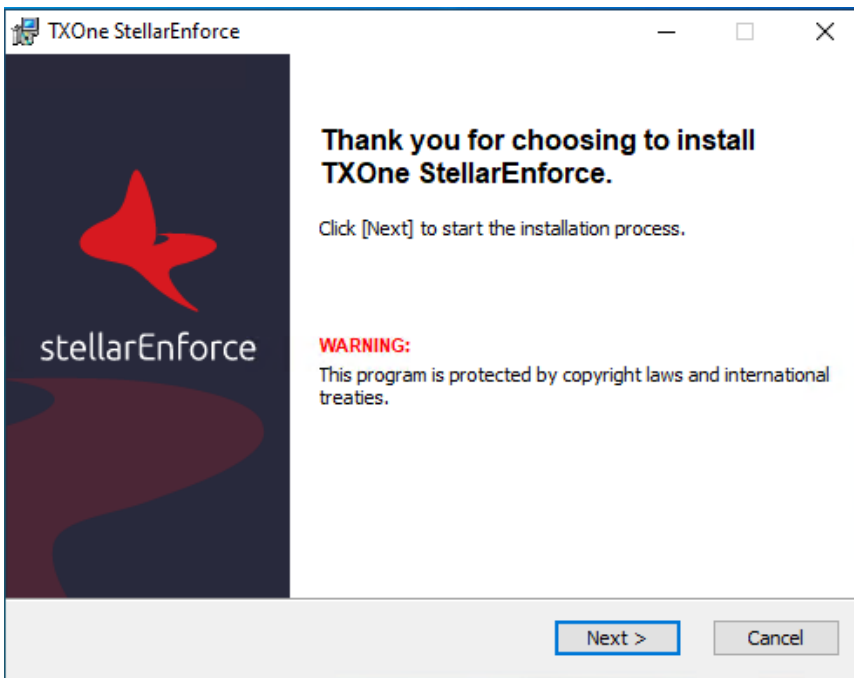 TXOne StellarEnforce
Thank you for choosing to install
TXOne StellarEnforce.
Click [Next] to start the installation process.
stellarEnforce
WARNING:
This program is protected by copyright laws and international
treaties.
Next >
Cancel